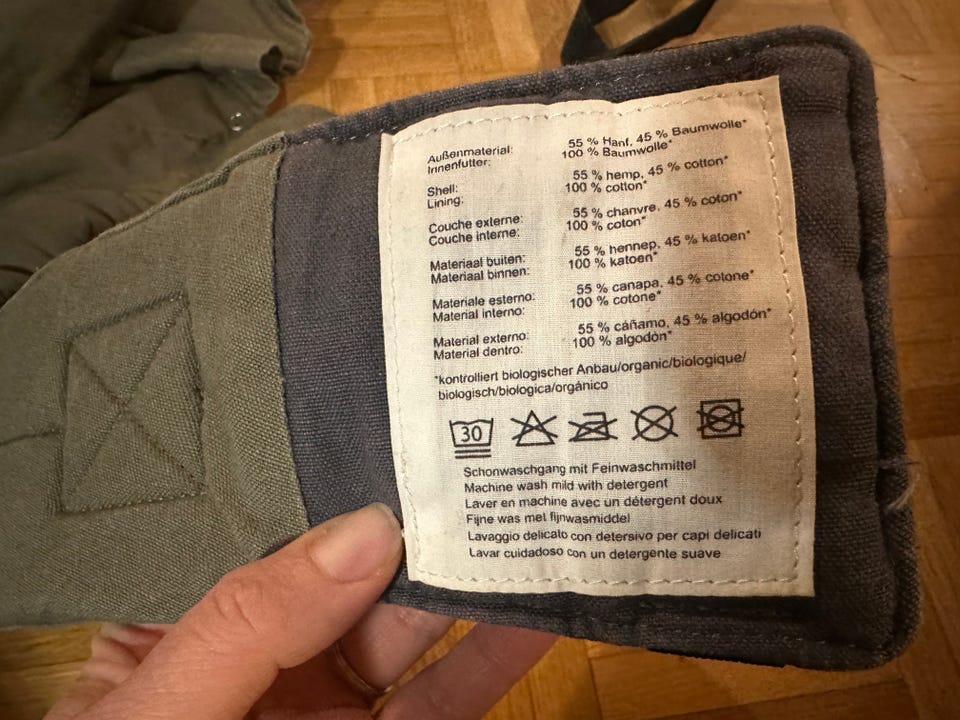 Außenmaterial: 55 % Hanf, 45 % Baumwolle*
Innenfutter: 100 % Baumwolle*
Shell: 55 % hemp, 45 % cotton*
Lining: 100 % cotton*
Couche externe: 55 % chanvre, 45 % coton*
Couche interne: 100 % coton*
Materiaal buiten: 55 % hennep, 45 % katoen*
Materiaal binnen: 100 % katoen*
Materiale esterno: 55 % canapa, 45 % cotone*
Material interno: 100 % cotone*
Material externo: 55 % cáñamo, 45 % algodón*
Material dentro: 100 % algodón*
*kontrolliert biologischer Anbau/organic/biologique/
biologisch/biologica/orgánico
30
Schonwaschgang mit Feinwaschmittel
Machine wash mild with detergent
Laver en machine avec un détergent doux
Fijne was met fijnwasmiddel
Lavaggio delicato con detersivo per capi delicati
Lavar cuidadoso con un detergente suave